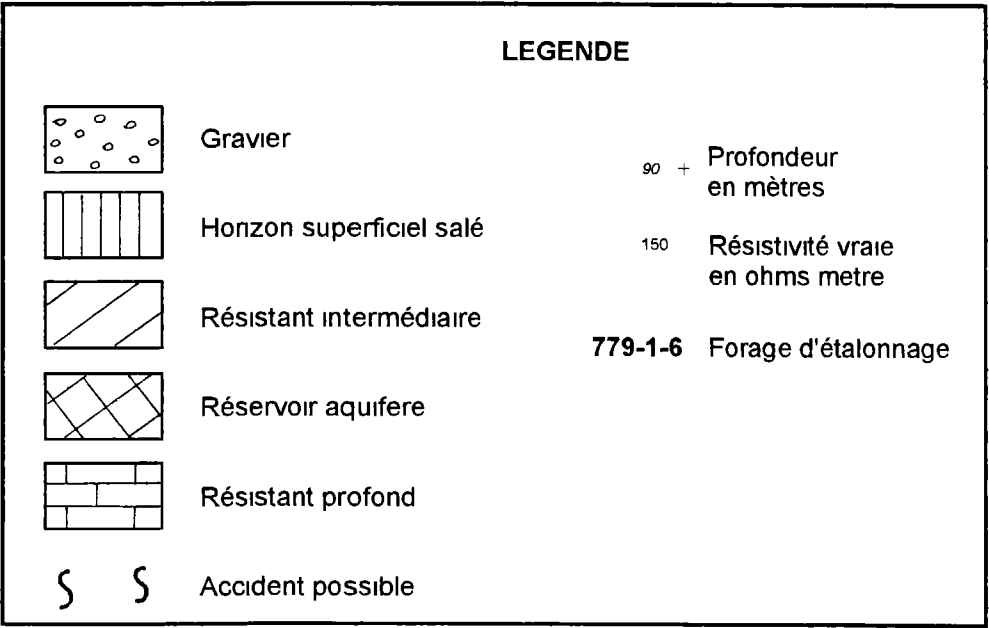 LEGENDE
Gravier
Horizon superficiel salé
Résistant intermédiaire
Réservoir aquifere
Résistant profond
Accident possible
90 + Profondeur
en mètres
150 Résistivité vraie
en ohms metre
779-1-6 Forage d'étalonnage